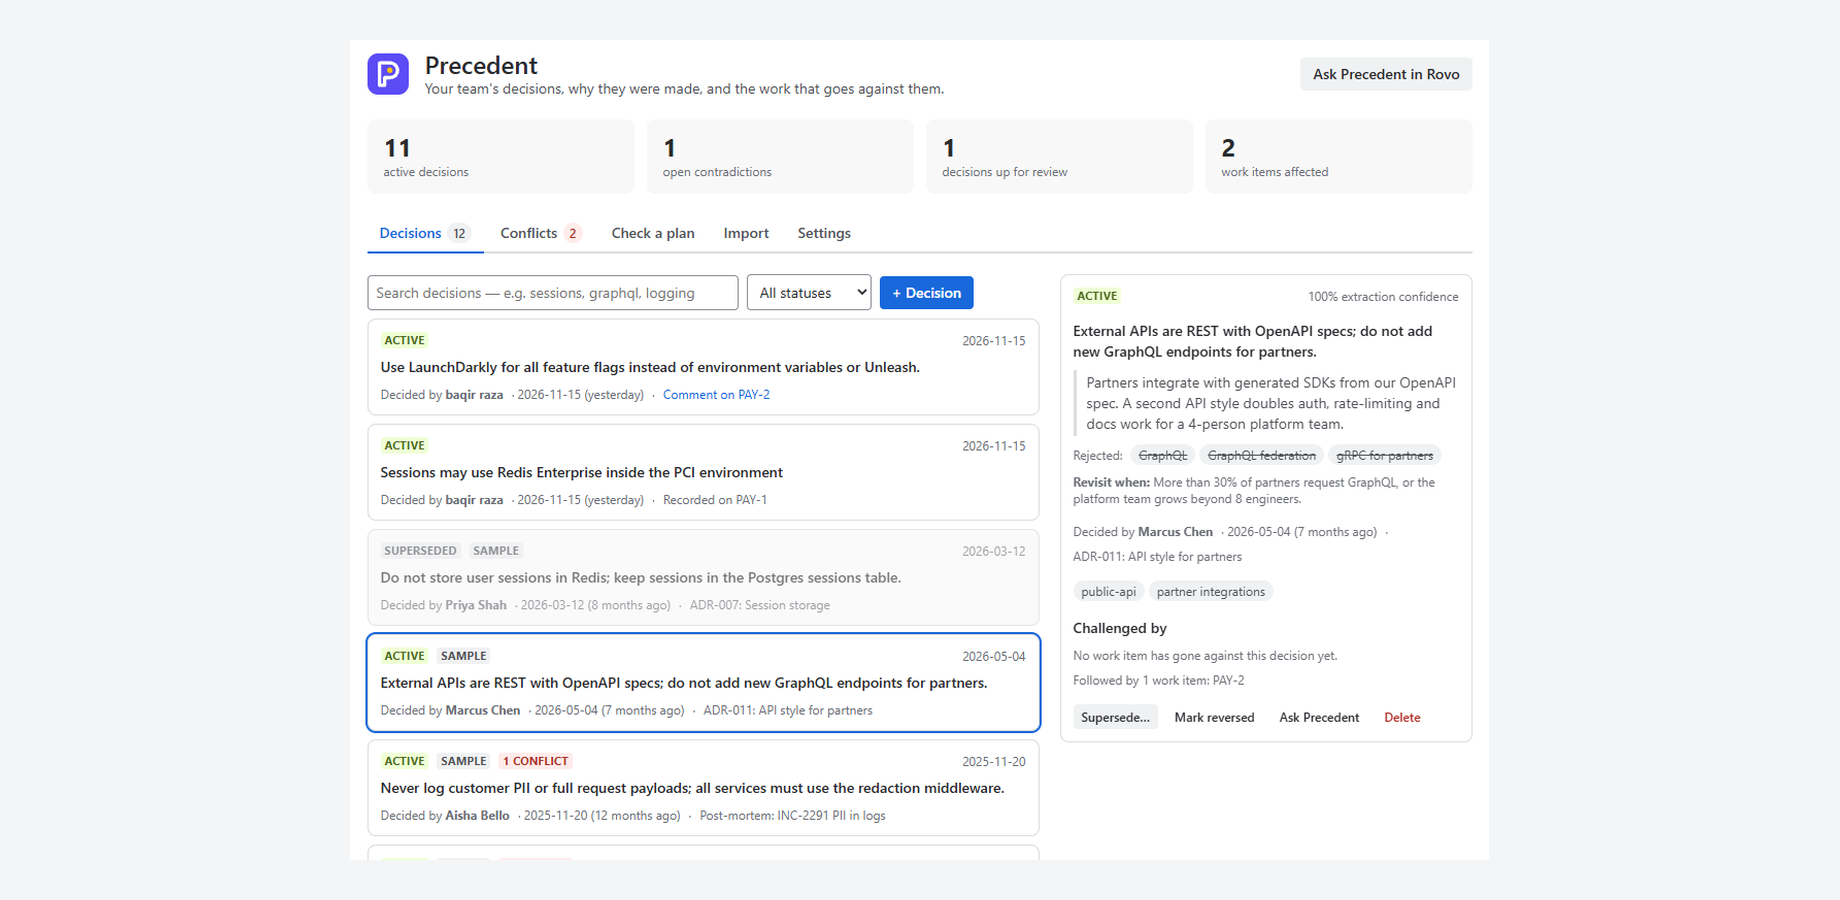 Precedent
Your team's decisions, why they were made, and the work that goes against them.
Ask Precedent in Rovo
11
active decisions
1
open contradictions
1
decisions up for review
2
work items affected
Decisions 12 Conflicts 2 Check a plan Import Settings
Search decisions — e.g. sessions, graphql, logging All statuses + Decision
ACTIVE 2026-11-15
Use LaunchDarkly for all feature flags instead of environment variables or Unleash.
Decided by baqir raza · 2026-11-15 (yesterday) · Comment on PAY-2
ACTIVE 2026-11-15
Sessions may use Redis Enterprise inside the PCI environment
Decided by baqir raza · 2026-11-15 (yesterday) · Recorded on PAY-1
SUPERSEDED SAMPLE 2026-03-12
Do not store user sessions in Redis; keep sessions in the Postgres sessions table.
Decided by Priya Shah · 2026-03-12 (8 months ago) · ADR-007: Session storage
ACTIVE SAMPLE 2026-05-04
External APIs are REST with OpenAPI specs; do not add new GraphQL endpoints for partners.
Decided by Marcus Chen · 2026-05-04 (7 months ago) · ADR-011: API style for partners
ACTIVE SAMPLE 1 CONFLICT 2025-11-20
Never log customer PII or full request payloads; all services must use the redaction middleware.
Decided by Aisha Bello · 2025-11-20 (12 months ago) · Post-mortem: INC-2291 PII in logs
ACTIVE 100% extraction confidence
External APIs are REST with OpenAPI specs; do not add
new GraphQL endpoints for partners.
Partners integrate with generated SDKs from our OpenAPI
spec. A second API style doubles auth, rate-limiting and
docs work for a 4-person platform team.
Rejected: GraphQL GraphQL federation gRPC for partners
Revisit when: More than 30% of partners request GraphQL, or the
platform team grows beyond 8 engineers.
Decided by Marcus Chen · 2026-05-04 (7 months ago) ·
ADR-011: API style for partners
public-api partner integrations
Challenged by
No work item has gone against this decision yet.
Followed by 1 work item: PAY-2
Supersede... Mark reversed Ask Precedent Delete